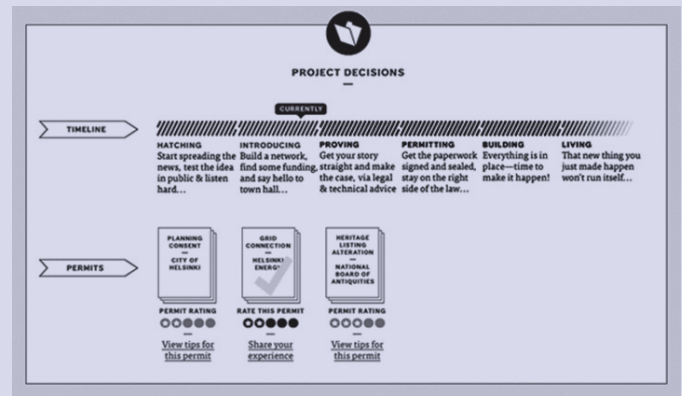 PROJECT DECISIONS
CURRENTLY
TIMELINE
HATCHING
Start spreading the
news, test the idea
in public & listen
hard...
INTRODUCING
Build a network,
find some funding,
and say hello to
town hall...
PROVING
Get your story
straight and make
the case, via legal
& technical advice
PERMITTING
Get the paperwork
signed and sealed,
stay on the right
side of the law...
BUILDING
Everything is in
place—time to
make it happen!
LIVING
That new thing you
just made happen
won't run itself...
PERMITS
PLANNING
CONSENT
—
CITY OF
HELSINKI
PERMIT RATING
View tips for
this permit
GRID
CONNECTION
—
HELSINKI
ENERGY
RATE THIS PERMIT
Share your
experience
HERITAGE
LISTING
ALTERATION
—
NATIONAL
BOARD OF
ANTIQUITIES
PERMIT RATING
View tips for
this permit